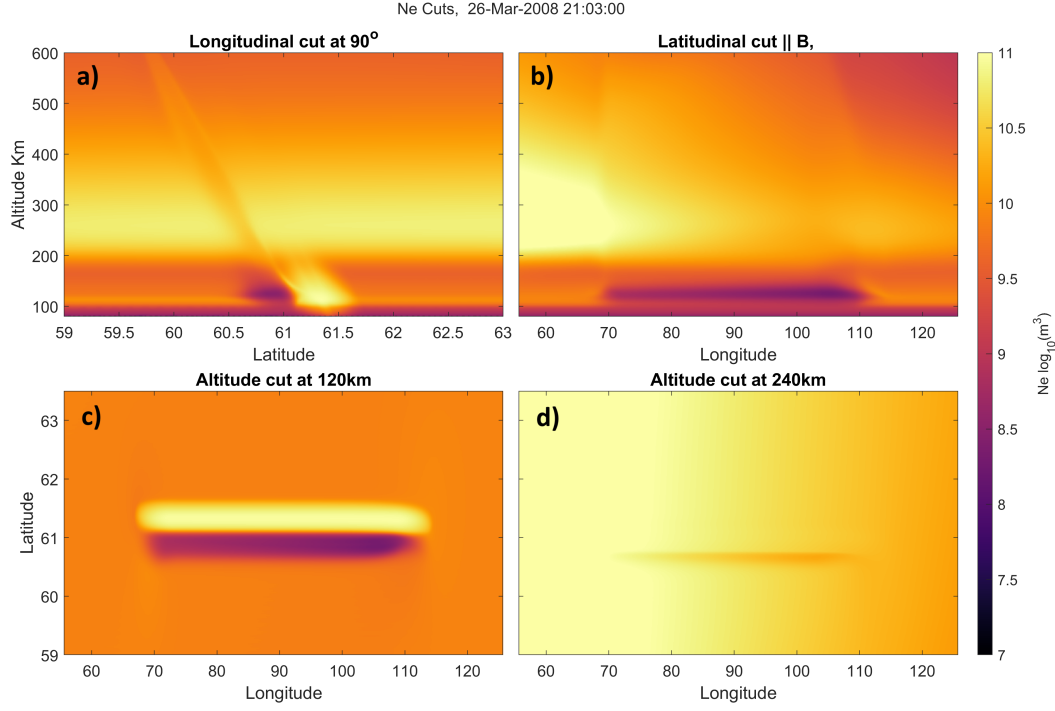 Ne Cuts, 26-Mar-2008 21:03:00
Longitudinal cut at 90°
Latitudinal cut || B,
a)
b)
600
500
400
300
200
100
Altitude Km
59 59.5 60 60.5 61 61.5 62 62.5 63
Latitude
60 70 80 90 100 110 120
Longitude
11
10.5
10
9.5
9
8.5
8
7.5
7
Ne log10(m³)
Altitude cut at 120km
Altitude cut at 240km
c)
d)
63
62
61
60
59
Latitude
60 70 80 90 100 110 120
Longitude
60 70 80 90 100 110 120
Longitude